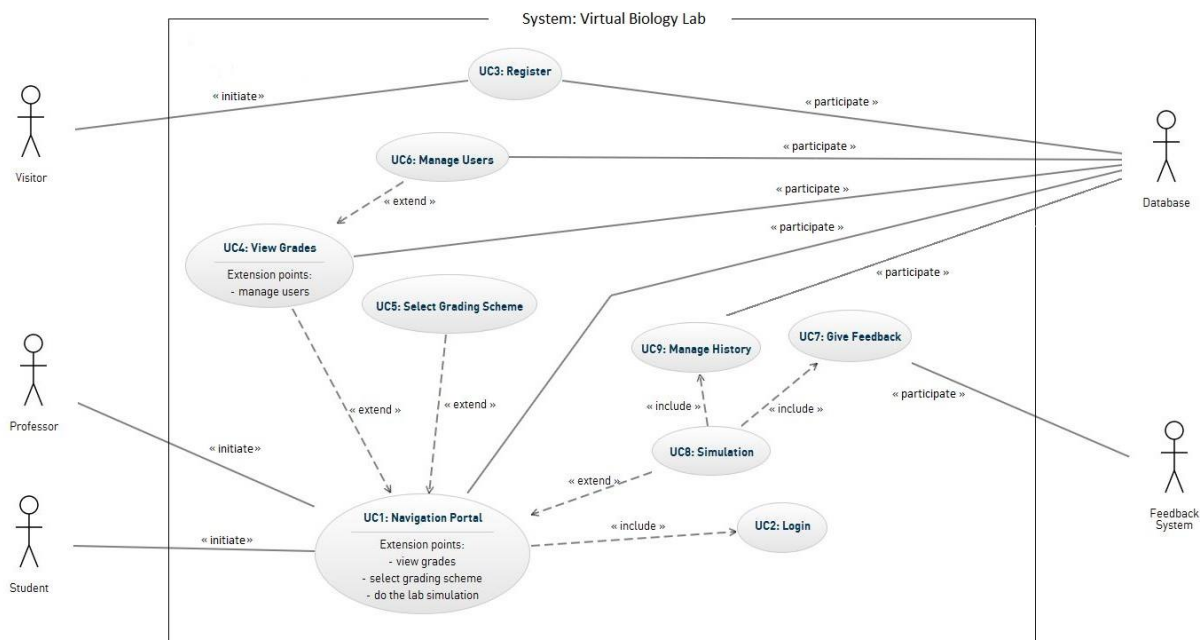 System: Virtual Biology Lab
UC3: Register
« initiate»
« participate »
Visitor
UC6: Manage Users
« participate »
Database
« extend »
« participate »
« participate »
UC4: View Grades
Extension points:
- manage users
« participate »
UC5: Select Grading Scheme
UC9: Manage History
UC7: Give Feedback
Professor
« extend »
« extend »
« include »
« include »
« participate »
« initiate»
UC8: Simulation
« extend »
Feedback
System
UC1: Navigation Portal
Extension points:
- view grades
- select grading scheme
- do the lab simulation
« include »
UC2: Login
« initiate»
Student